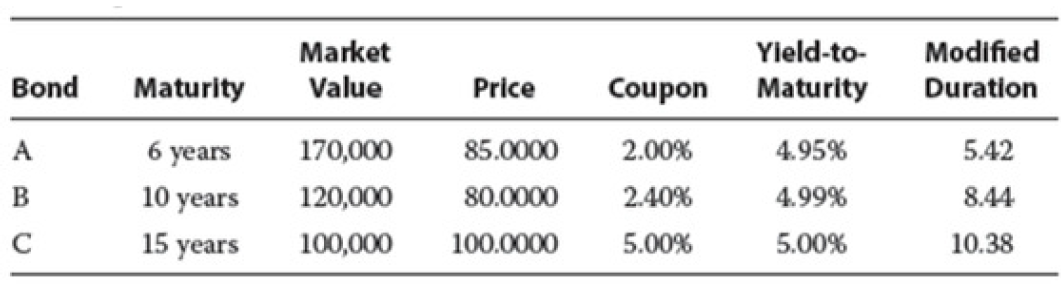 Market Yield-to- Modified
Bond Maturity Value Price Coupon Maturity Duration
A 6 years 170,000 85.0000 2.00% 4.95% 5.42
B 10 years 120,000 80.0000 2.40% 4.99% 8.44
C 15 years 100,000 100.0000 5.00% 5.00% 10.38